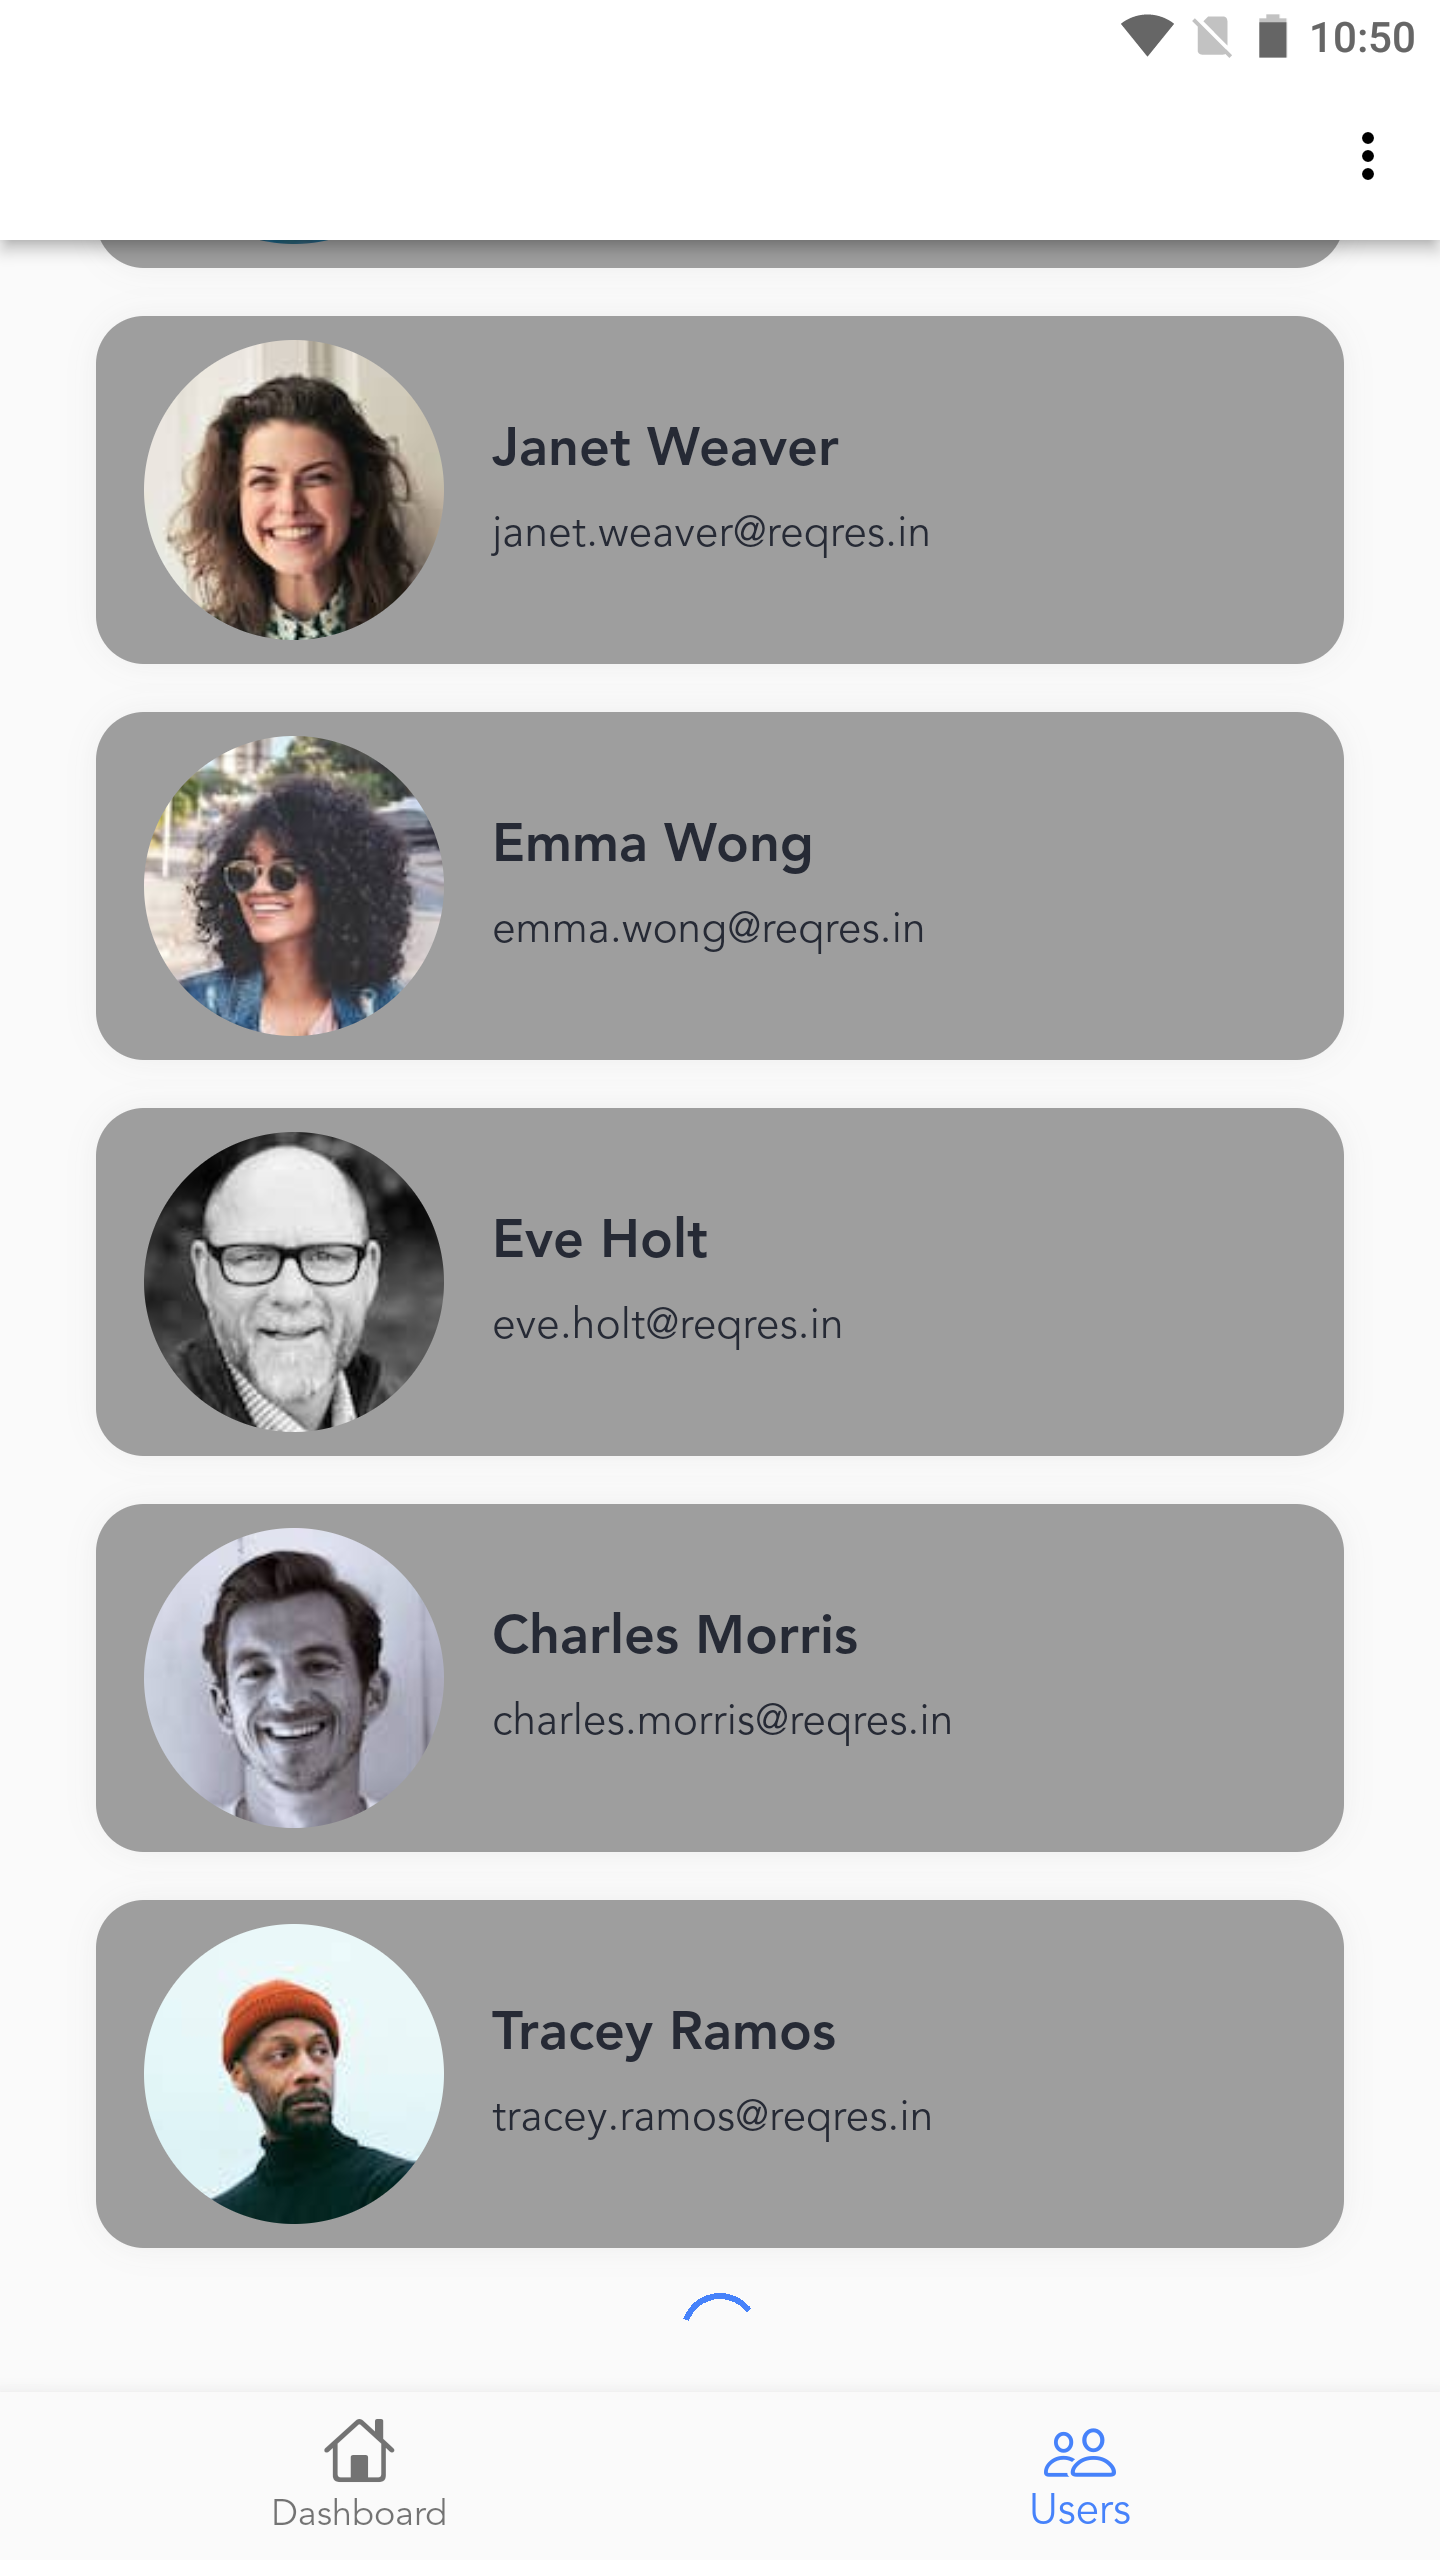 10:50
Janet Weaver
janet.weaver@reqres.in
Emma Wong
emma.wong@reqres.in
Eve Holt
eve.holt@reqres.in
Charles Morris
charles.morris@reqres.in
Tracey Ramos
tracey.ramos@reqres.in
Dashboard
Users